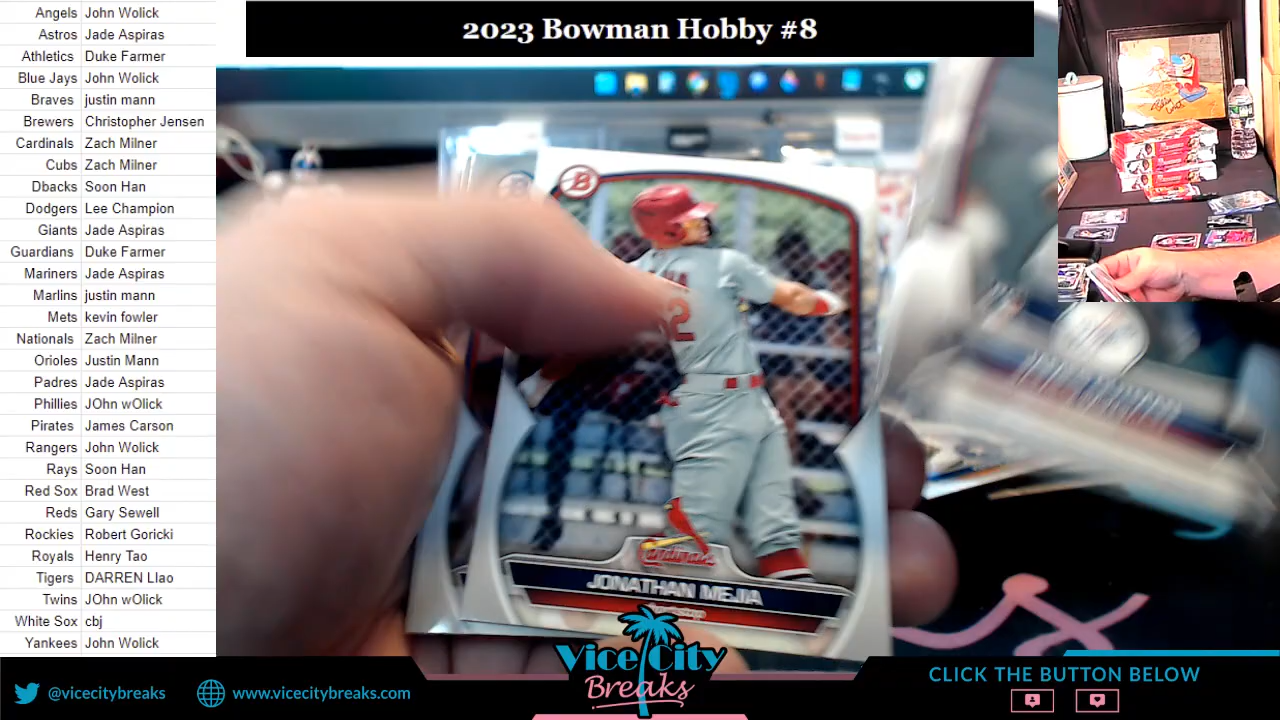 2023 Bowman Hobby #8
Angels John Wolick
Astros Jade Aspiras
Athletics Duke Farmer
Blue Jays John Wolick
Braves justin mann
Brewers Christopher Jensen
Cardinals Zach Milner
Cubs Zach Milner
Dbacks Soon Han
Dodgers Lee Champion
Giants Jade Aspiras
Guardians Duke Farmer
Mariners Jade Aspiras
Marlins justin mann
Mets kevin fowler
Nationals Zach Milner
Orioles Justin Mann
Padres Jade Aspiras
Phillies JOhn wOlick
Pirates James Carson
Rangers John Wolick
Rays Soon Han
Red Sox Brad West
Reds Gary Sewell
Rockies Robert Goricki
Royals Henry Tao
Tigers DARREN LIao
Twins JOhn wOlick
White Sox cbj
Yankees John Wolick
B
2
Cardinals
JONATHAN MEJIA
Vice City
Breaks
@vicecitybreaks
www.vicecitybreaks.com
CLICK THE BUTTON BELOW